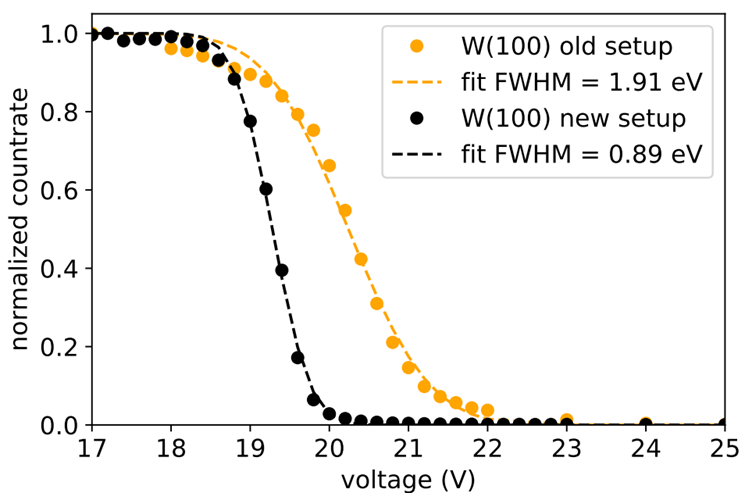 W(100) old setup
fit FWHM = 1.91 eV
W(100) new setup
fit FWHM = 0.89 eV
normalized countrate
1.0
0.8
0.6
0.4
0.2
0.0
17 18 19 20 21 22 23 24 25
voltage (V)